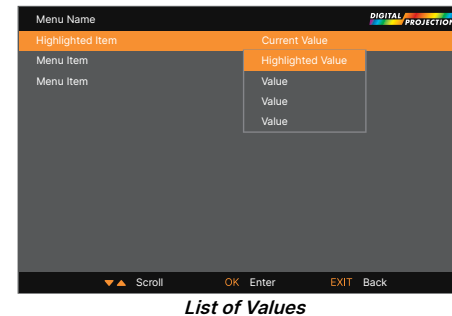 Menu Name
DIGITAL PROJECTION
Highlighted Item Current Value
Menu Item Highlighted Value
Menu Item Value
Value
Value
Scroll OK Enter EXIT Back
List of Values